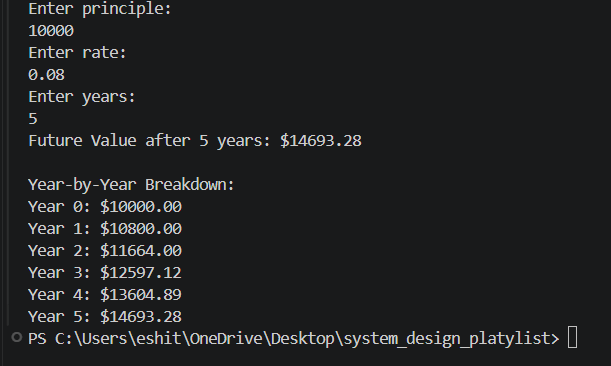 Enter principle:
10000
Enter rate:
0.08
Enter years:
5
Future Value after 5 years: $14693.28
Year-by-Year Breakdown:
Year 0: $10000.00
Year 1: $10800.00
Year 2: $11664.00
Year 3: $12597.12
Year 4: $13604.89
Year 5: $14693.28
PS C:\Users\eshit\OneDrive\Desktop\system_design_platylist>